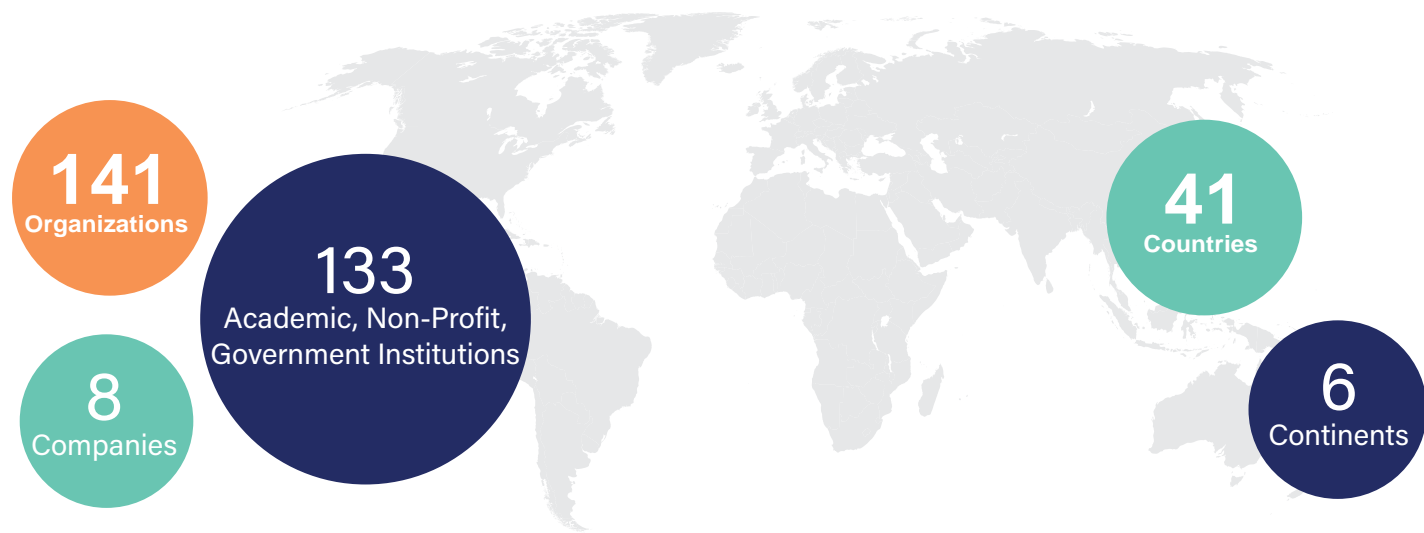 141
Organizations
133
Academic, Non-Profit,
Government Institutions
8
Companies
41
Countries
6
Continents